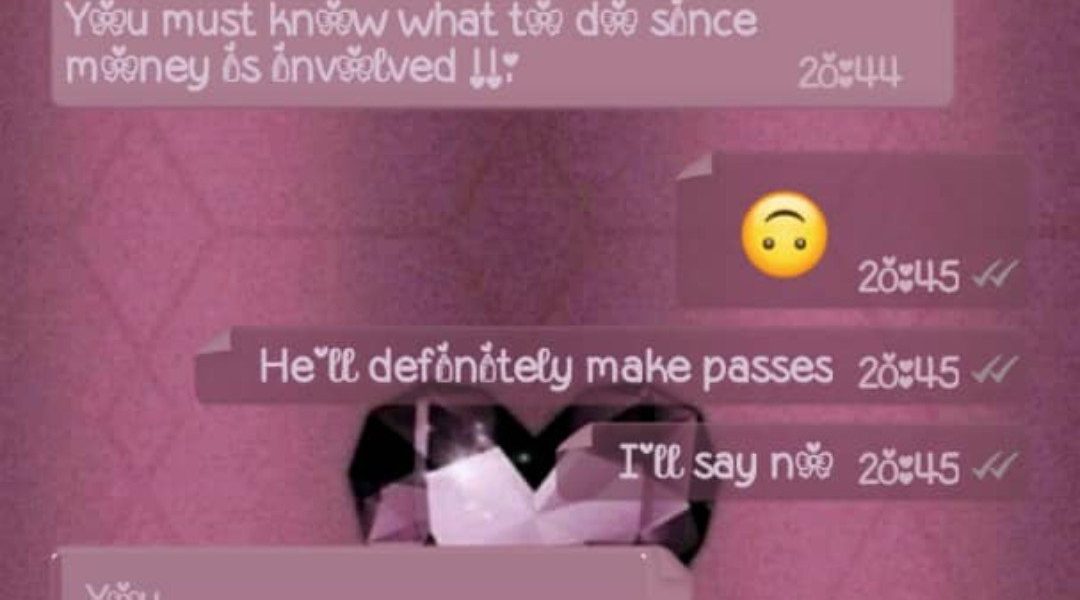 You must know what to do since
money is involved !!!
20:44
🙃
20:45
He'll definitely make passes
20:45
I'll say no
20:45
You